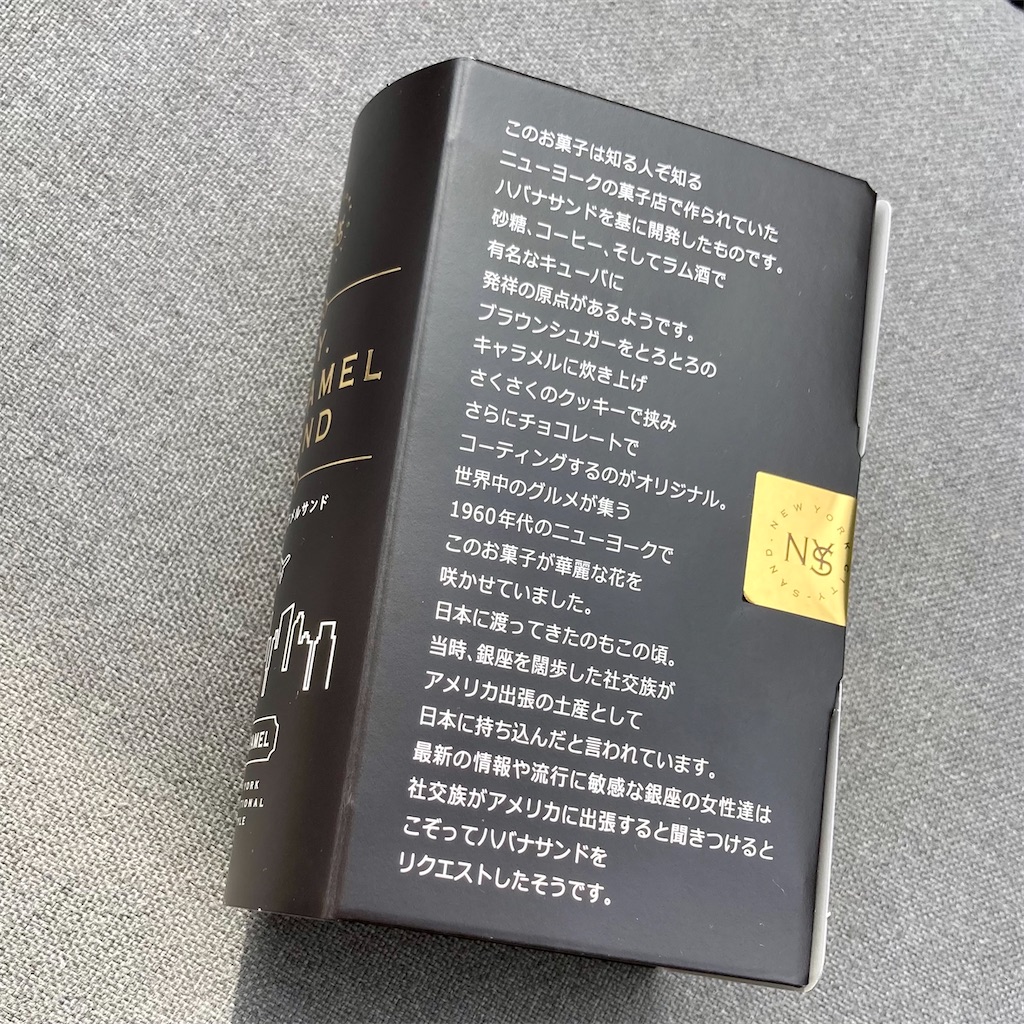 このお菓子は知る人ぞ知る
ニューヨークの菓子店で作られていた
ハバナサンドを基に開発したものです。
砂糖、コーヒー、そしてラム酒で
有名なキューバに
発祥の原点があるようです。
ブラウンシュガーをとろとろの
キャラメルに炊き上げ
さくさくのクッキーで挟み
さらにチョコレートで
コーティングするのがオリジナル。
世界中のグルメが集う
1960年代のニューヨークで
このお菓子が華麗な花を
咲かせていました。
日本に渡ってきたのもこの頃。
当時、銀座を闊歩した社交族が
アメリカ出張の土産として
日本に持ち込んだと言われています。
最新の情報や流行に敏感な銀座の女性達は
社交族がアメリカに出張すると聞きつけると
こぞってハバナサンドを
リクエストしたそうです。
AMEL
ND
メルサンド
AMEL
YORK
TIONAL
LE
NEW YORK CITY SAND
NYS